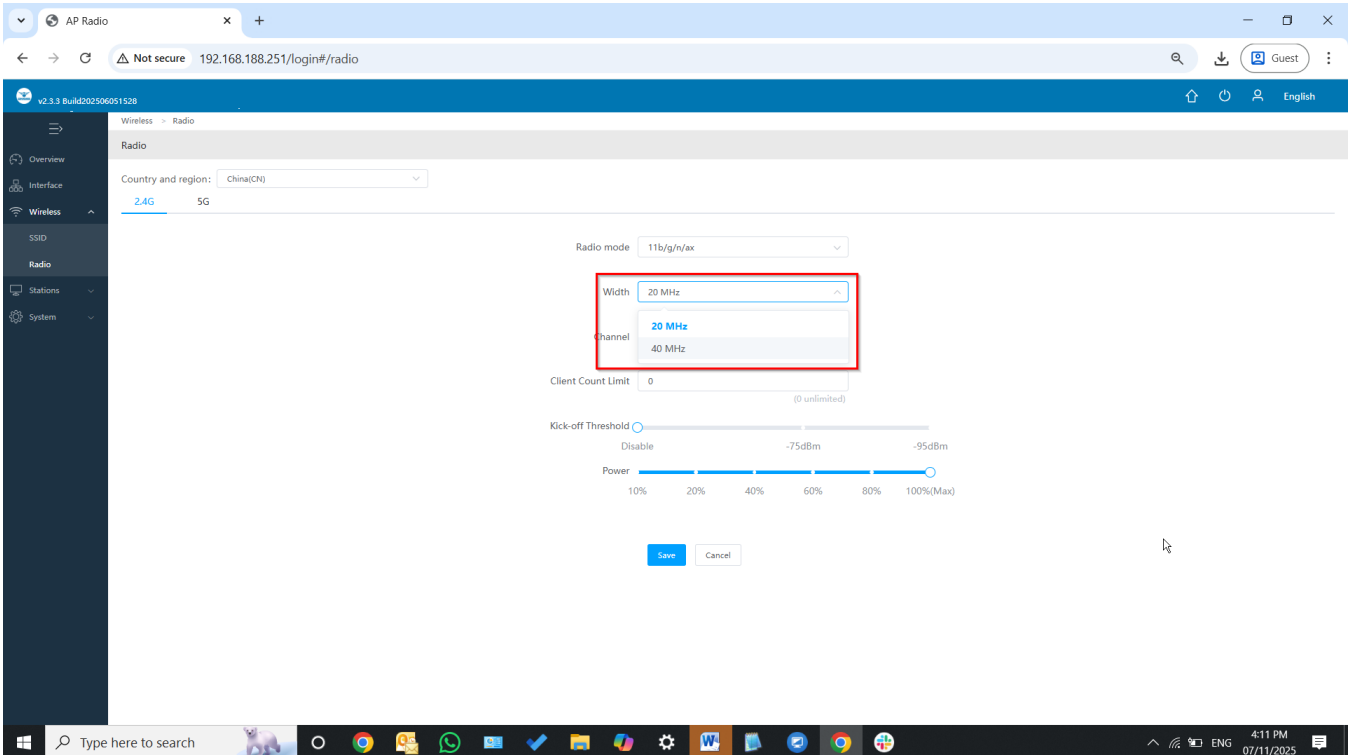 AP Radio
Not secure 192.168.188.251/login#/radio
Guest
v2.3.3 Build202506051528
English
Wireless > Radio
Radio
Overview
Interface
Wireless
SSID
Radio
Stations
System
Country and region: China(CN)
2.4G 5G
Radio mode 11b/g/n/ax
Width 20 MHz
20 MHz
Channel
40 MHz
Client Count Limit 0
(0 unlimited)
Kick-off Threshold
Disable -75dBm -95dBm
Power
10% 20% 40% 60% 80% 100%(Max)
Save Cancel
Type here to search
ENG
4:11 PM
07/11/2025